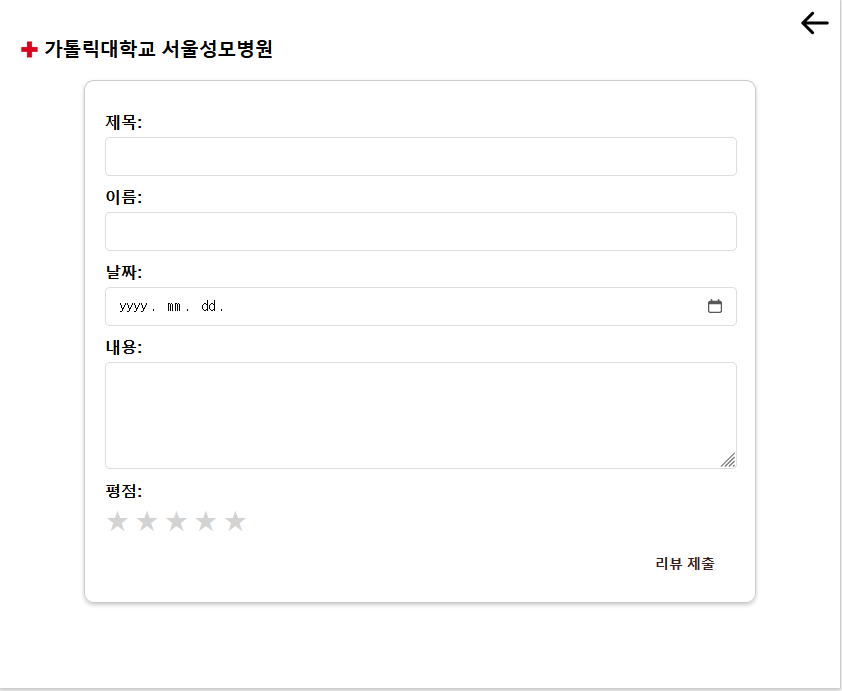 가톨릭대학교 서울성모병원
제목:
이름:
날짜:
yyyy. mm. dd.
내용:
평점:
리뷰 제출